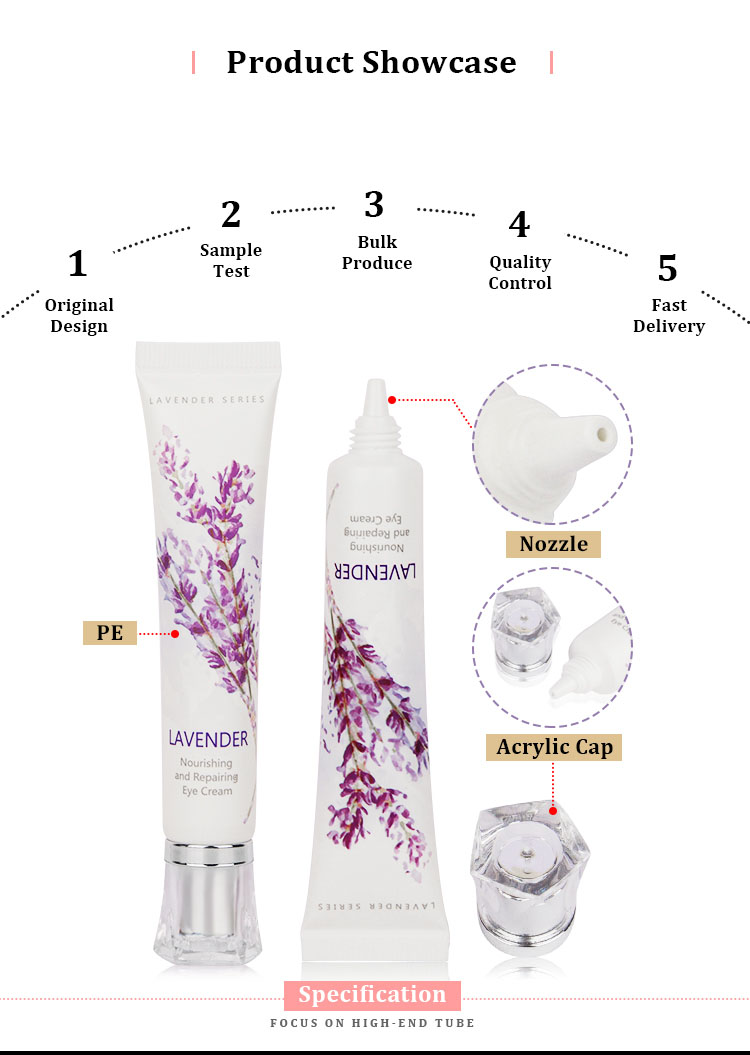 Product Showcase
1
Original
Design
2
Sample
Test
3
Bulk
Produce
4
Quality
Control
5
Fast
Delivery
LAVENDER SERIES
PE
LAVENDER
Nourishing
and Repairing
Eye Cream
LAVENDER
Nourishing
and Repairing
Eye Cream
LAVENDER SERIES
Nozzle
Acrylic Cap
Specification
FOCUS ON HIGH-END TUBE